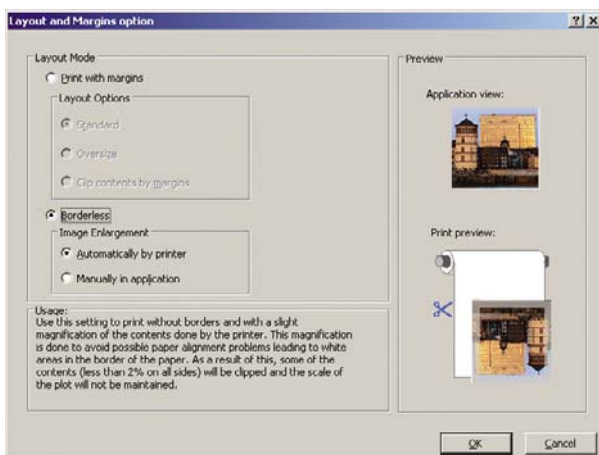 Layout and Margins option
Layout Mode
Print with margins
Layout Options
Standard
Oversize
Clip contents by margins
Borderless
Image Enlargement
Automatically by printer
Manually in application
Usage:
Use this setting to print without borders and with a slight
magnification of the contents done by the printer. This magnification
is done to avoid possible paper alignment problems leading to white
areas in the border of the paper. As a result of this, some of the
contents (less than 2% on all sides) will be clipped and the scale of
the plot will not be maintained.
Preview
Application view:
Print preview:
OK
Cancel